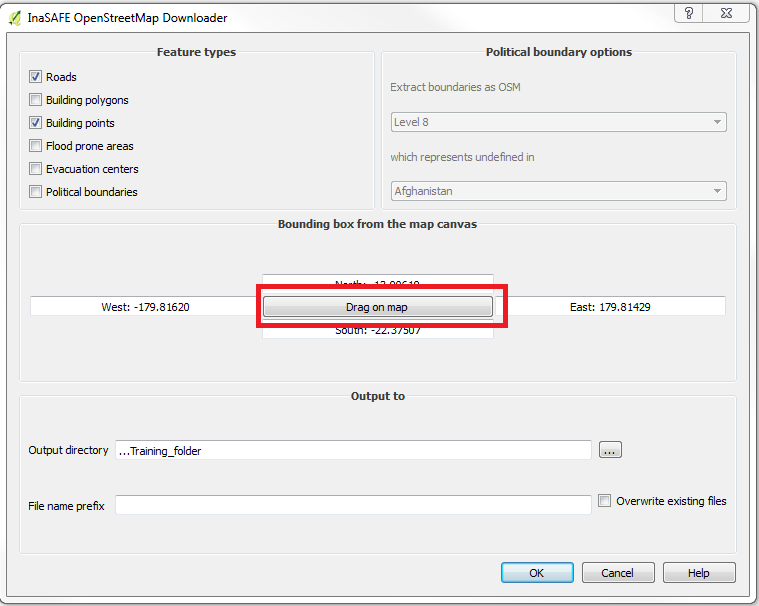 InaSAFE OpenStreetMap Downloader
Feature types
Roads
Building polygons
Building points
Flood prone areas
Evacuation centers
Political boundaries
Political boundary options
Extract boundaries as OSM
Level 8
which represents undefined in
Afghanistan
Bounding box from the map canvas
West: -179.81620
Drag on map
East: 179.81429
South: -22.37507
Output to
Output directory
...Training_folder
...
File name prefix
Overwrite existing files
OK
Cancel
Help